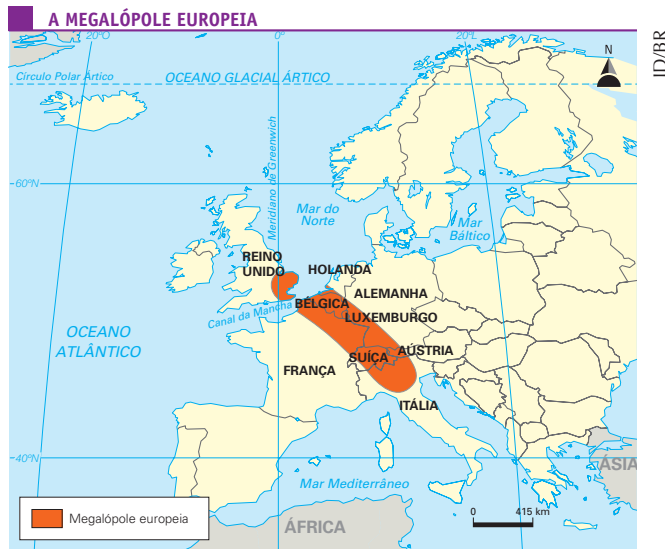 A MEGALÓPOLE EUROPEIA
ID/BR
20°O
0°
20°L
N
Círculo Polar Ártico
OCEANO GLACIAL ÁRTICO
Meridiano de Greenwich
60°N
Mar do
Norte
Mar
Báltico
REINO
UNIDO
HOLANDA
BÉLGICA
ALEMANHA
Canal da Mancha
LUXEMBURGO
OCEANO
ATLÂNTICO
SUÍÇA
ÁUSTRIA
FRANÇA
ITÁLIA
40°N
ÁSIA
Mar Mediterrâneo
0 415 km
Megalópole europeia
ÁFRICA